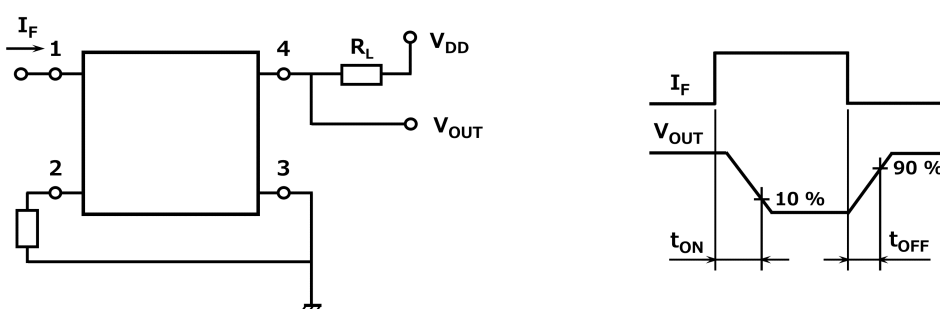 I_F
1
4
R_L
V_DD
V_OUT
2
3
I_F
V_OUT
10 %
90 %
t_ON
t_OFF